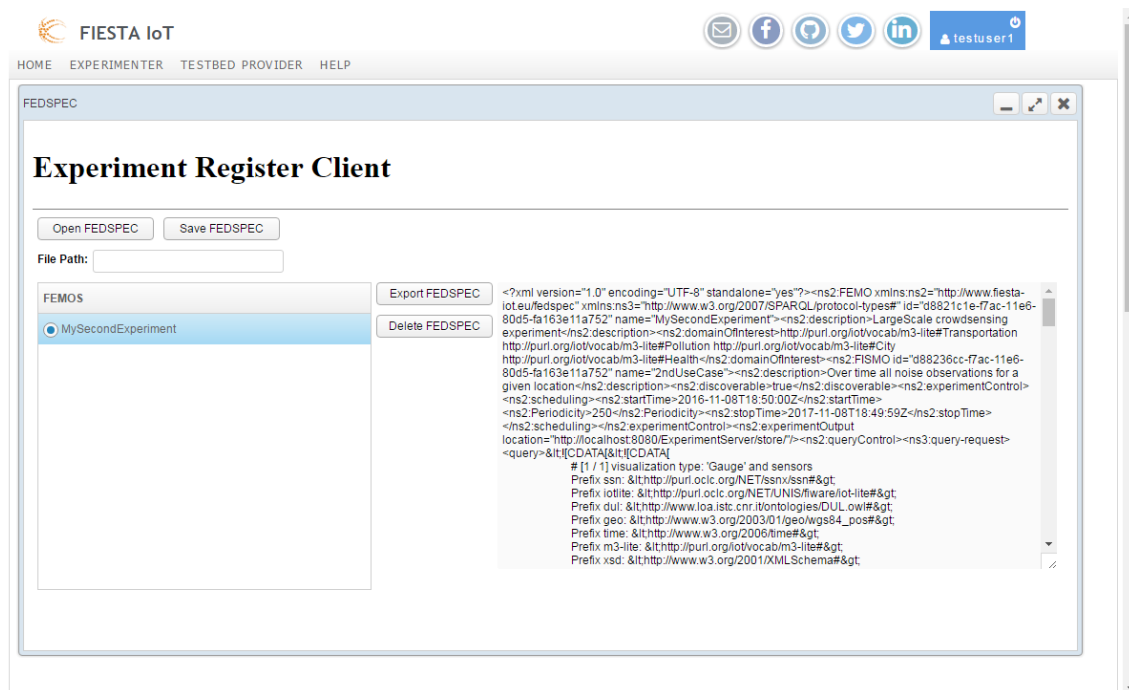 FIESTA IoT
testuser1
HOME EXPERIMENTER TESTBED PROVIDER HELP
FEDSPEC
Experiment Register Client
Open FEDSPEC Save FEDSPEC
File Path:
FEMOS
MySecondExperiment
Export FEDSPEC
Delete FEDSPEC
<?xml version="1.0" encoding="UTF-8" standalone="yes"?><ns2:FEMO xmlns:ns2="http://www.fiesta-
iot.eu/fedspec" xmlns:ns3="http://www.w3.org/2007/SPARQL/protocol-types#" id="d8821c1e-f7ac-11e6-
80d5-fa163e11a752" name="MySecondExperiment"><ns2:description>LargeScale crowdsensing
experiment</ns2:description><ns2:domainOfInterest>http://purl.org/iot/vocab/m3-lite#Transportation
http://purl.org/iot/vocab/m3-lite#Pollution http://purl.org/iot/vocab/m3-lite#City
http://purl.org/iot/vocab/m3-lite#Health</ns2:domainOfInterest><ns2:FISMO id="d88236cc-f7ac-11e6-
80d5-fa163e11a752" name="2ndUseCase"><ns2:description>Over time all noise observations for a
given location</ns2:description><ns2:discoverable>true</ns2:discoverable><ns2:experimentControl>
<ns2:scheduling><ns2:startTime>2016-11-08T18:50:00Z</ns2:startTime>
<ns2:Periodicity>250</ns2:Periodicity><ns2:stopTime>2017-11-08T18:49:59Z</ns2:stopTime>
</ns2:scheduling></ns2:experimentControl><ns2:experimentOutput
location="http://localhost:8080/ExperimentServer/store/"/><ns2:queryControl><ns3:query-request>
<query>&lt;![CDATA[&lt;![CDATA[
# [1 / 1] visualization type: 'Gauge' and sensors
Prefix ssn: &lt;http://purl.oclc.org/NET/ssnx/ssn#&gt;
Prefix iotlite: &lt;http://purl.oclc.org/NET/UNIS/fiware/iot-lite#&gt;
Prefix dul: &lt;http://www.loa.istc.cnr.it/ontologies/DUL.owl#&gt;
Prefix geo: &lt;http://www.w3.org/2003/01/geo/wgs84_pos#&gt;
Prefix time: &lt;http://www.w3.org/2006/time#&gt;
Prefix m3-lite: &lt;http://purl.org/iot/vocab/m3-lite#&gt;
Prefix xsd: &lt;http://www.w3.org/2001/XMLSchema#&gt;